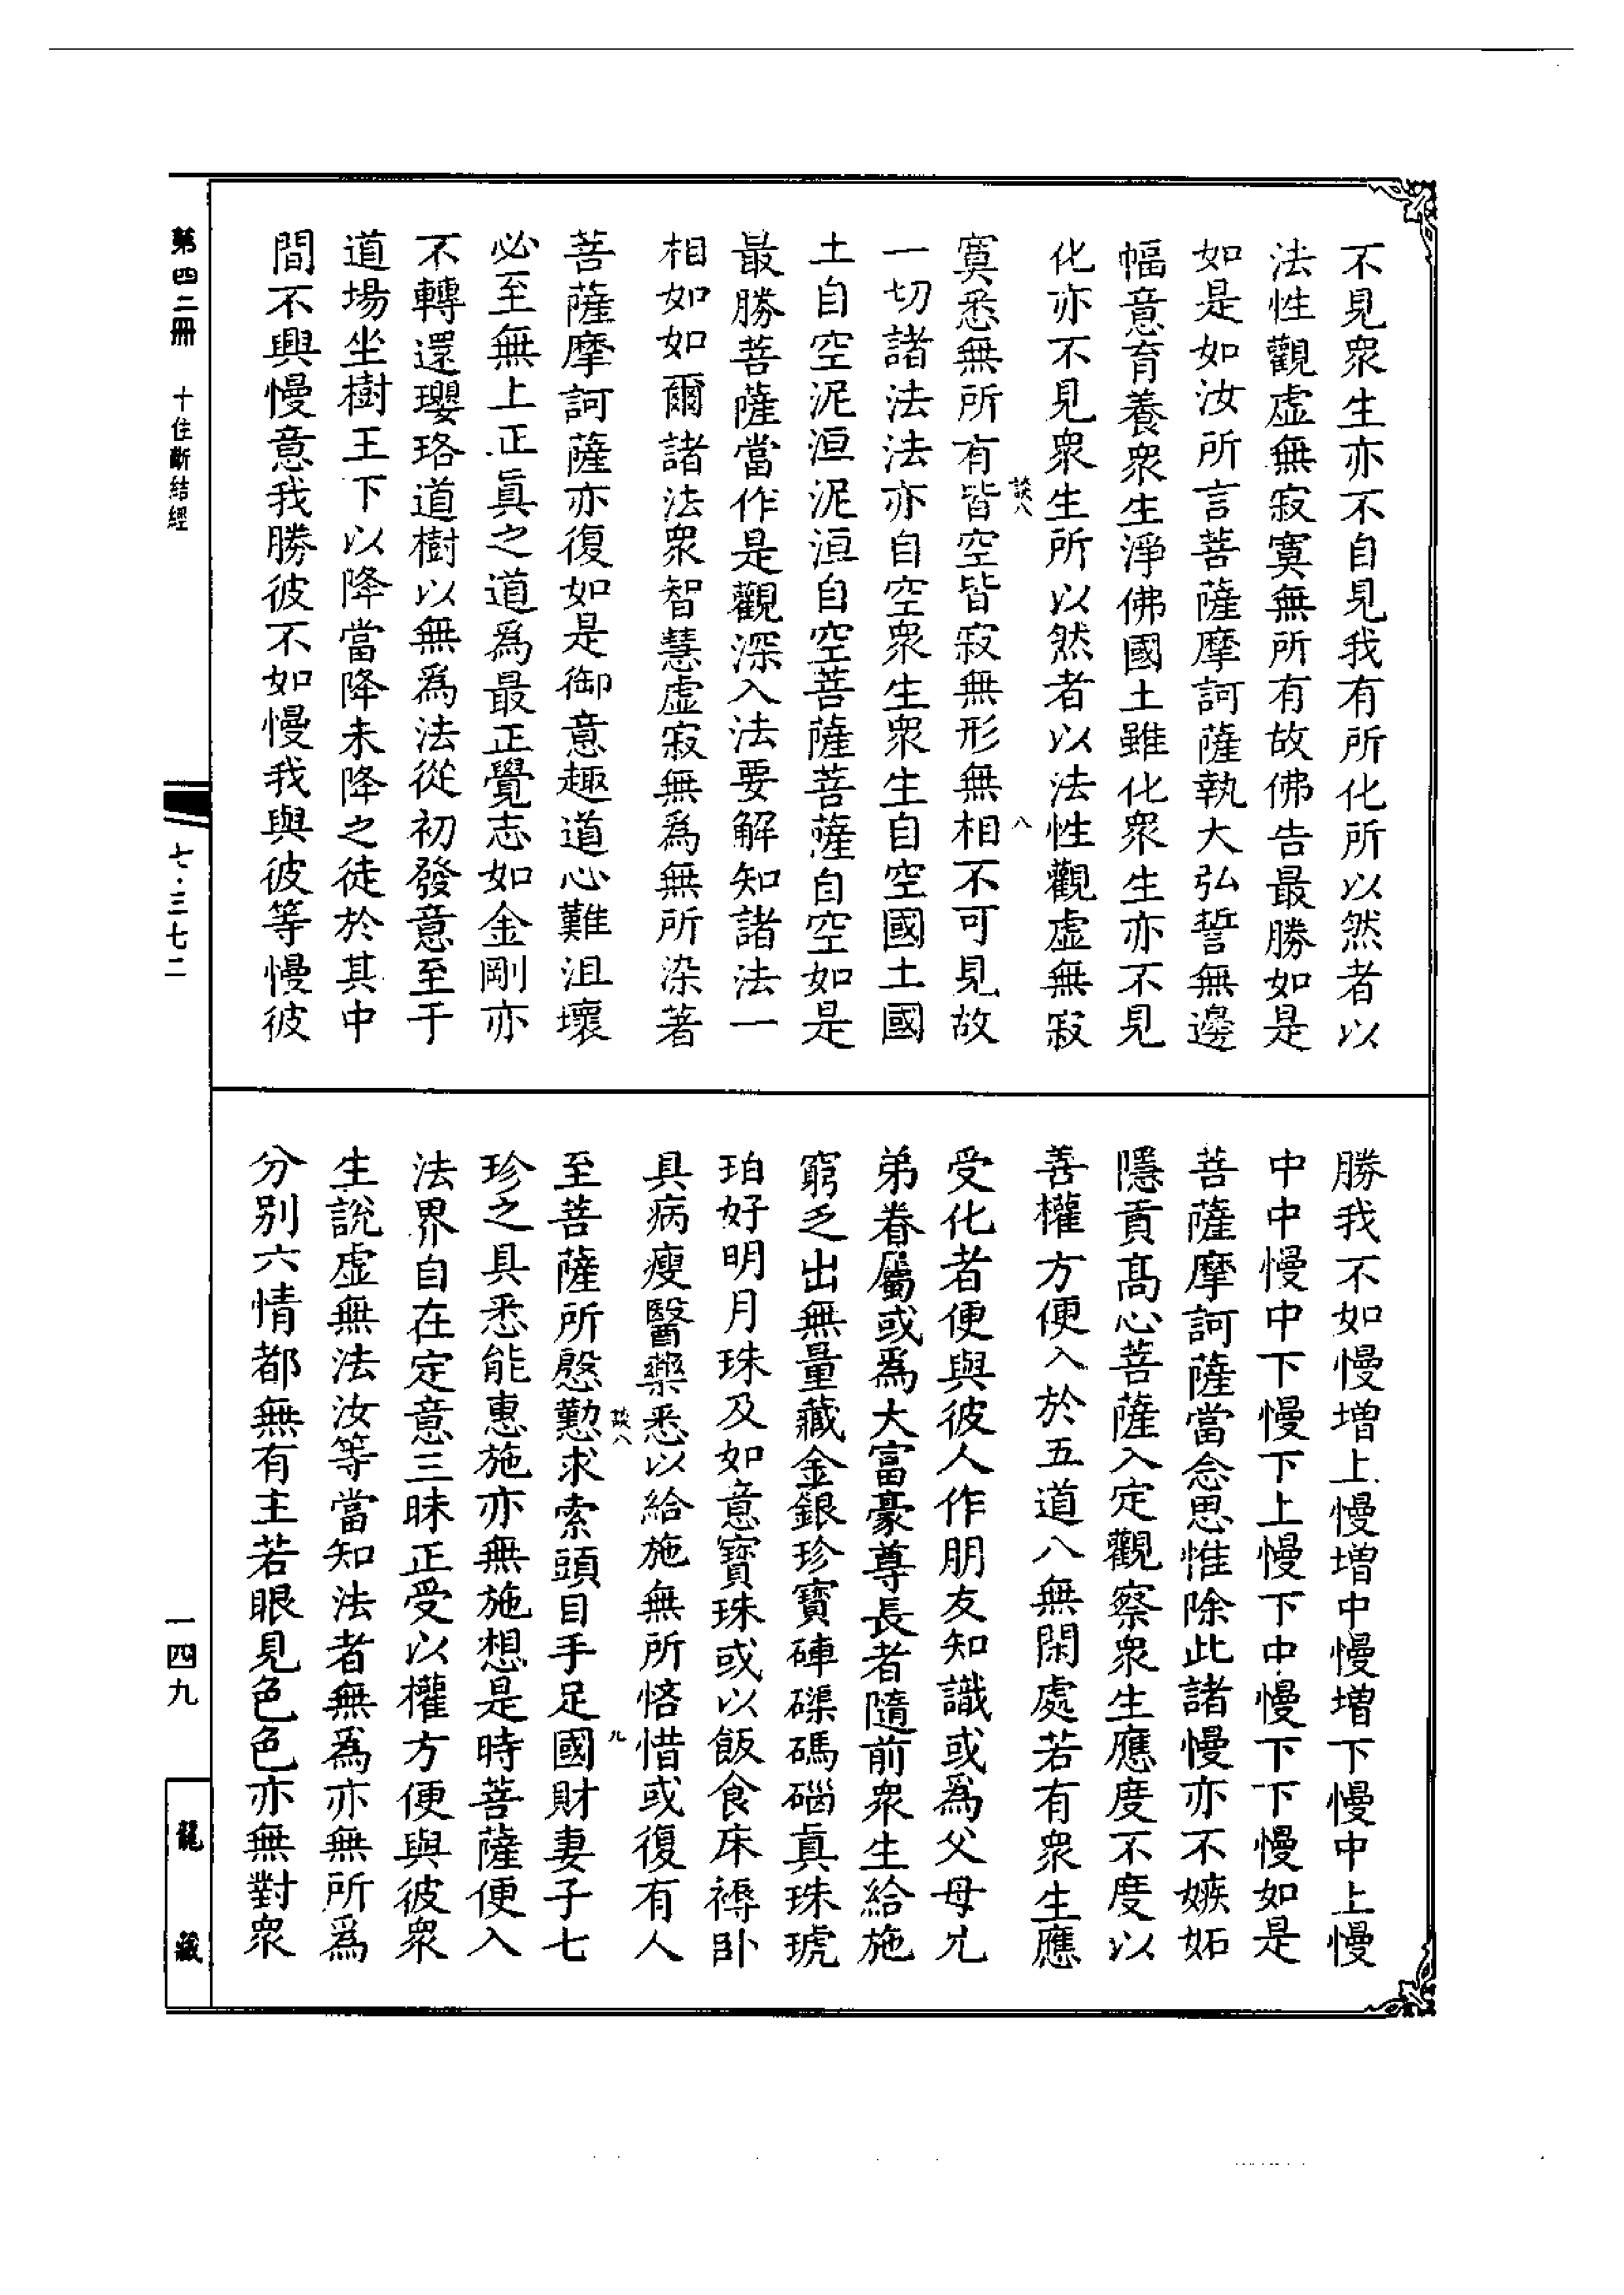 不見衆生亦不自見我有所化所以然者以
法性觀虛無寂寞無所有故佛告最勝如是
如是如汝所言菩薩摩訶薩執大弘誓無邊
幅意育養衆生淨佛國土雖化衆生亦不見
化亦不見衆生所以然者以法性觀虛無寂
談八
八
寞悉無所有皆空皆寂無形無相不可見故
一切諸法法亦自空衆生衆生自空國土國
土自空泥洹泥洹自空菩薩菩薩自空如是
最勝菩薩當作是觀深入法要解知諸法一
相如如爾諸法衆智慧虛寂無爲無所染著
菩薩摩訶薩亦復如是御意趣道心難沮壞
必至無上正眞之道爲最正覺志如金剛亦
不轉還瓔珞道樹以無爲法從初發意至于
道場坐樹王下以降當降未降之徒於其中
間不興慢意我勝彼不如慢我與彼等慢彼
勝我不如慢增上慢增中慢增下慢中上慢
中中慢中下慢下上慢下中慢下下慢如是
菩薩摩訶薩當念思惟除此諸慢亦不嫉妬
隱貢髙心菩薩入定觀察衆生應度不度以
善權方便入於五道八無閑處若有衆生應
受化者便與彼人作朋友知識或爲父母兄
弟眷屬或爲大富豪尊長者隨前衆生給施
窮乏出無量藏金銀珍寶硨磲碼碯眞珠琥
珀好明月珠及如意寶珠或以飯食床褥卧
具病瘦醫藥悉以給施無所悋惜或復有人
談八
九
至菩薩所慇懃求索頭目手足國財妻子七
珍之具悉能惠施亦無施想是時菩薩便入
法界自在定意三昧正受以權方便與彼衆
生說虛無法汝等當知法者無爲亦無所爲
分別六情都無有主若眼見色色亦無對衆
第四二冊 十住斷結經
七·三七二
一四九
龍藏